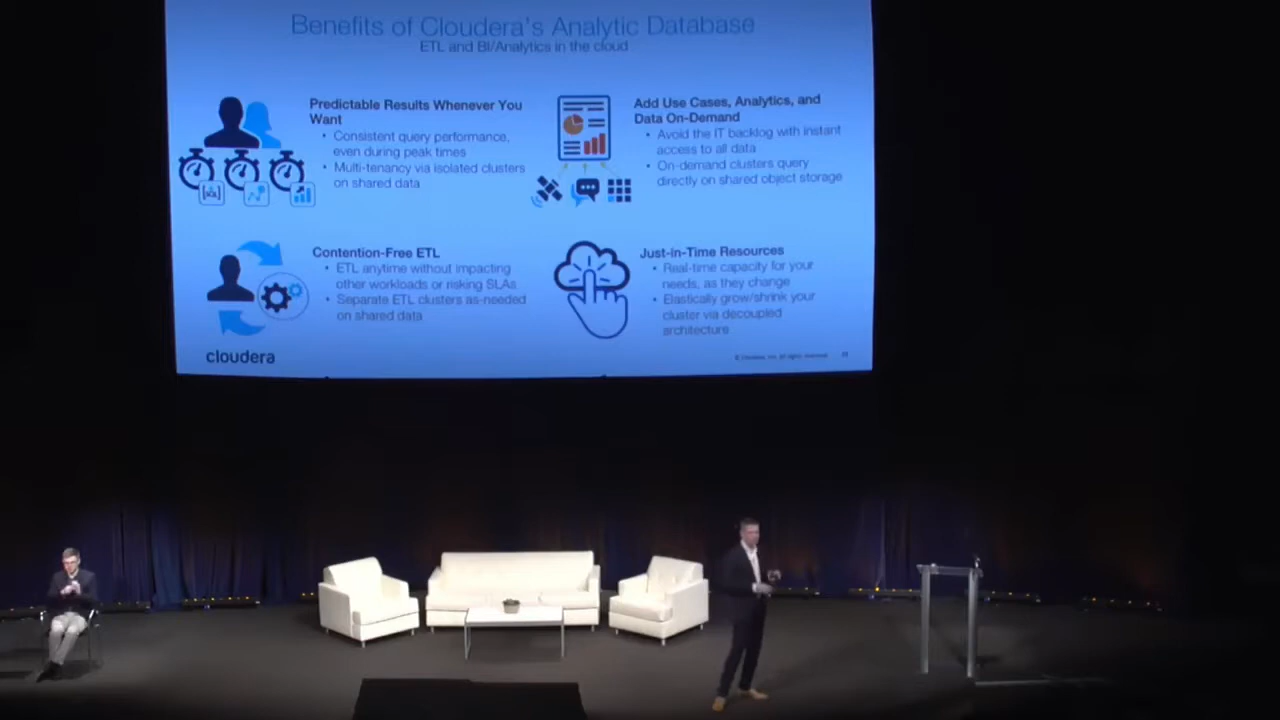 Benefits of Cloudera's Analytic Database
ETL and BI/Analytics in the cloud
Predictable Results Whenever You
Want
• Consistent query performance,
even during peak times
• Multi-tenancy via isolated clusters
on shared data
Add Use Cases, Analytics, and
Data On-Demand
• Avoid the IT backlog with instant
access to all data
• On-demand clusters query
directly on shared object storage
Contention-Free ETL
• ETL anytime without impacting
other workloads or risking SLAs
• Separate ETL clusters as-needed
on shared data
Just-in-Time Resources
• Real-time capacity for your
needs, as they change
• Elastically grow/shrink your
cluster via decoupled
architecture
cloudera
© Cloudera, Inc. All rights reserved.